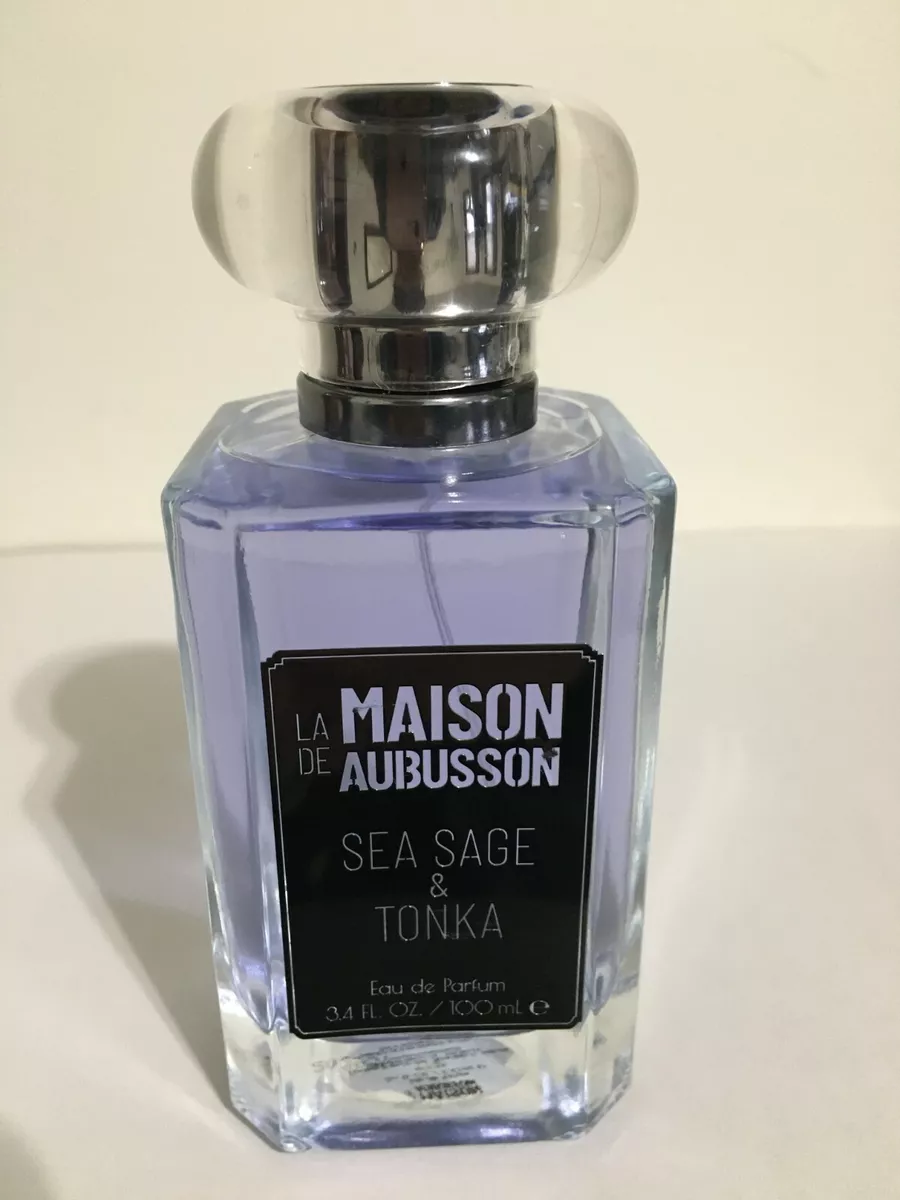 LA MAISON
DE AUBUSSON
SEA SAGE
&
TONKA
Eau de Parfum
3.4 FL. OZ. / 100 mL ℮